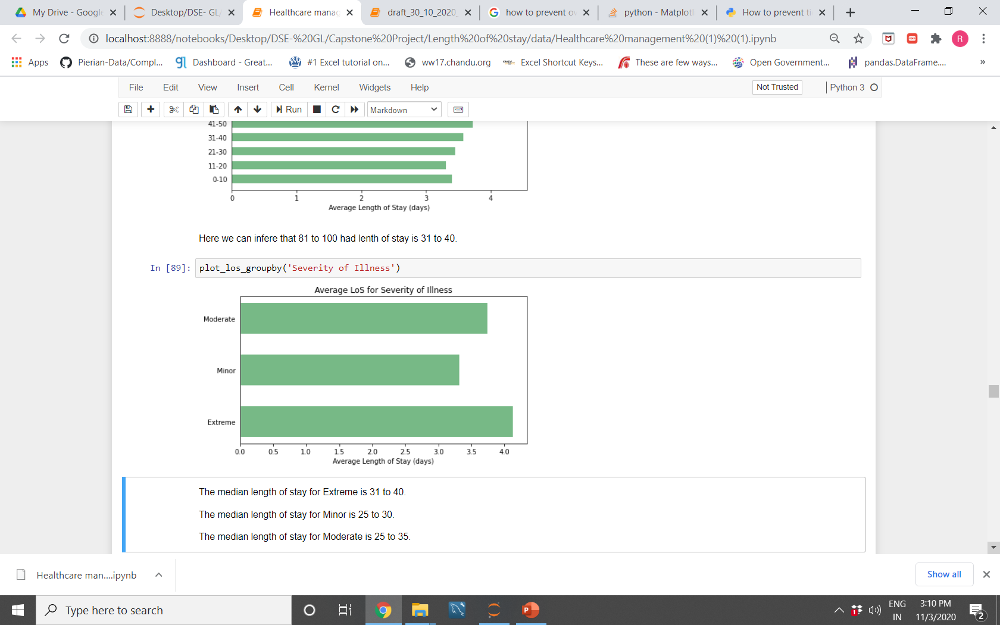 My Drive - Google
Desktop/DSE- GL/
Healthcare manag
draft_30_10_2020
how to prevent ov
python - Matplotl
How to prevent ti
localhost:8888/notebooks/Desktop/DSE-%20GL/Capstone%20Project/Length%20of%20stay/data/Healthcare%20management%20(1)%20(1).ipynb
R
Apps
Pierian-Data/Compl...
gl
Dashboard - Great...
#1 Excel tutorial on...
ww17.chandu.org
Excel Shortcut Keys...
These are few ways...
Open Government...
pandas.DataFrame....
»
File Edit View Insert Cell Kernel Widgets Help
Not Trusted
Python 3
Run
Markdown
41-50
31-40
21-30
11-20
0-10
0 1 2 3 4
Average Length of Stay (days)
Here we can infere that 81 to 100 had lenth of stay is 31 to 40.
In [89]: plot_los_groupby('Severity of Illness')
Average LoS for Severity of Illness
Moderate
Minor
Extreme
0.0 0.5 1.0 1.5 2.0 2.5 3.0 3.5 4.0
Average Length of Stay (days)
The median length of stay for Extreme is 31 to 40.
The median length of stay for Minor is 25 to 30.
The median length of stay for Moderate is 25 to 35.
Healthcare man....ipynb
Show all
Type here to search
P
1
ENG
IN
3:10 PM
11/3/2020
2